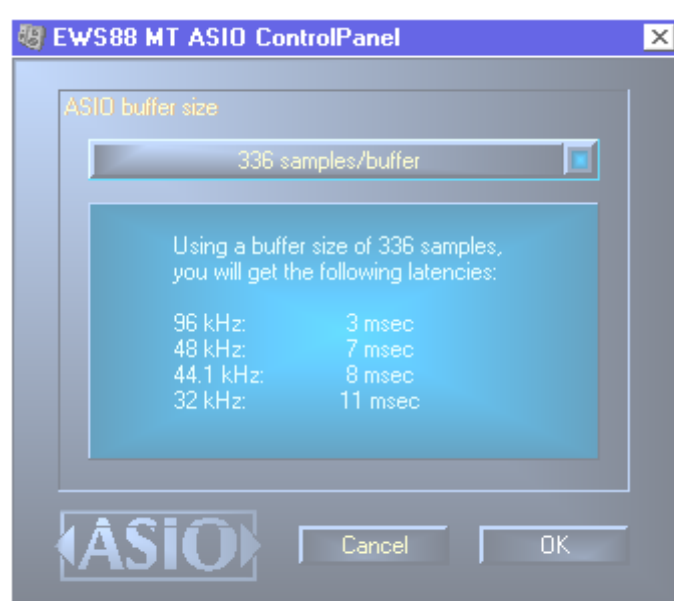 EWS88 MT ASIO ControlPanel
ASIO buffer size
336 samples/buffer
Using a buffer size of 336 samples,
you will get the following latencies:
96 kHz: 3 msec
48 kHz: 7 msec
44.1 kHz: 8 msec
32 kHz: 11 msec
ASIO
Cancel
OK